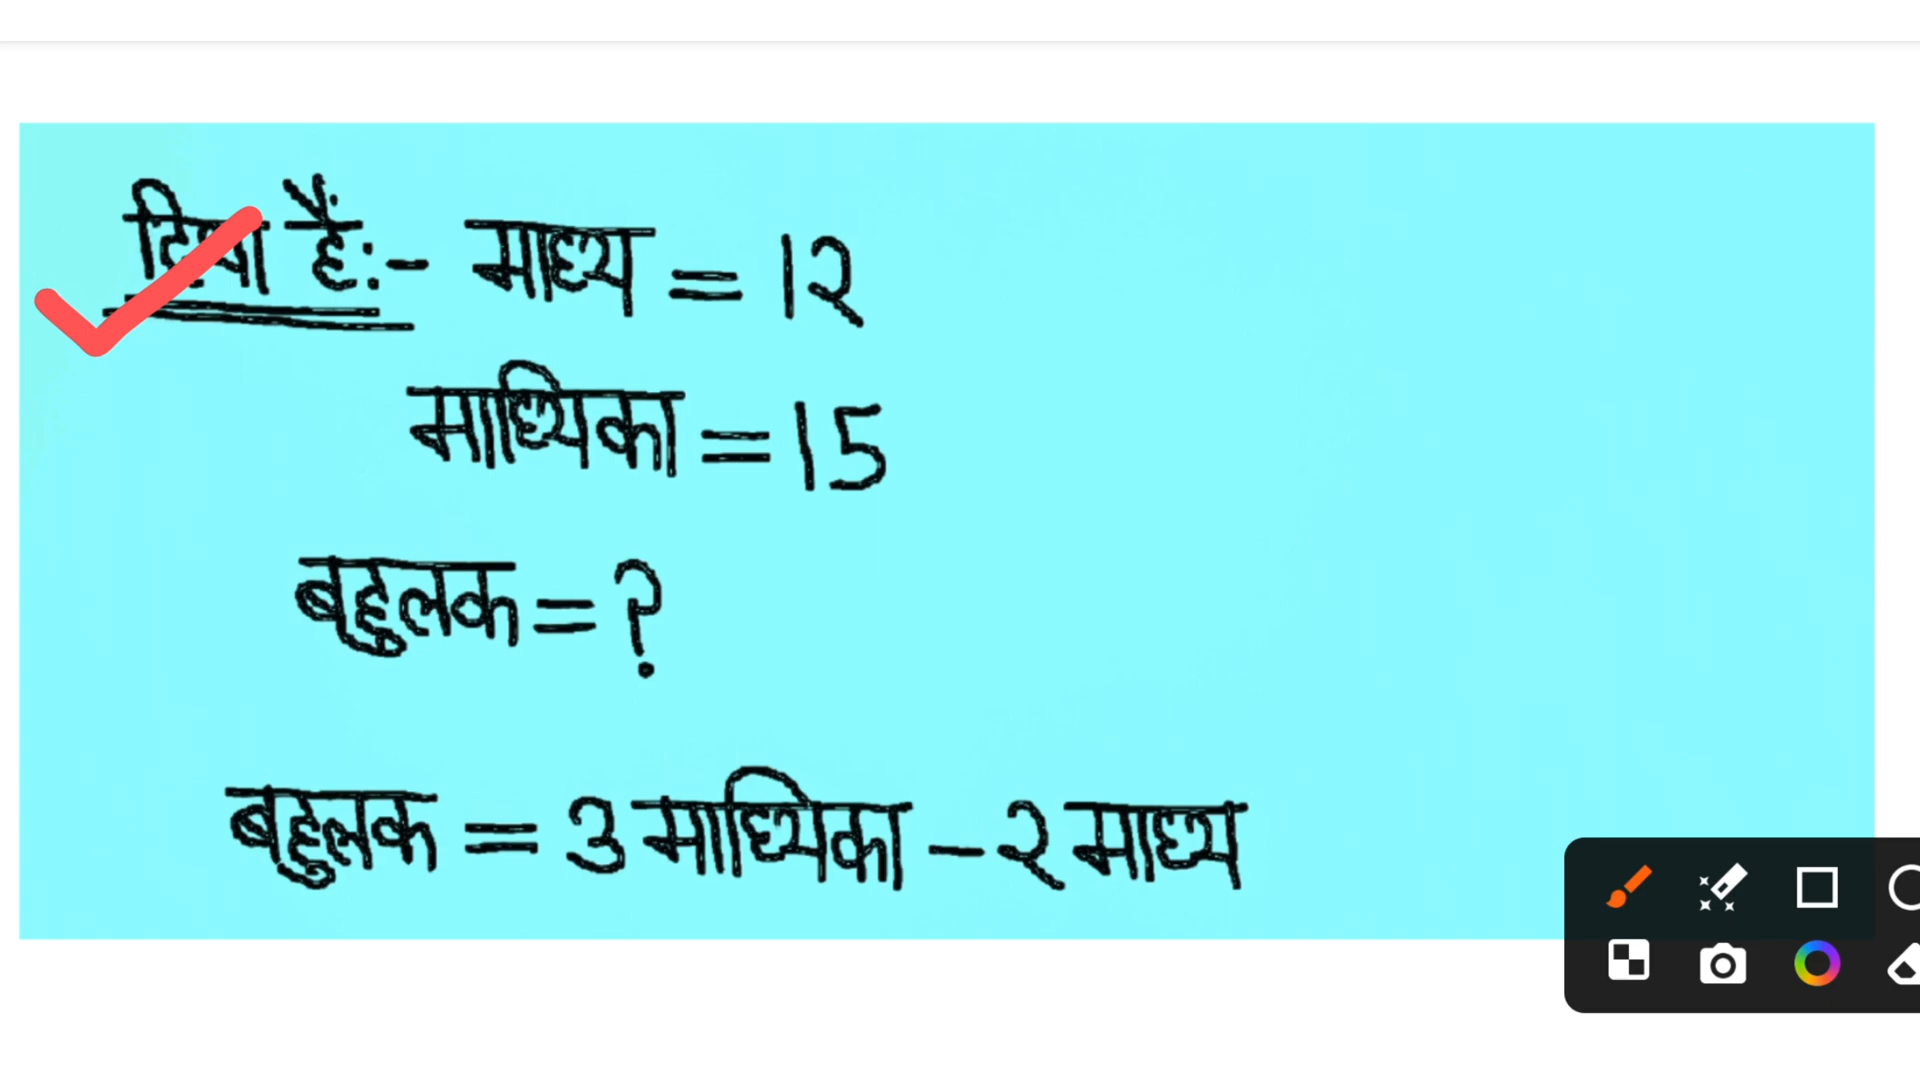 दिया है:- माध्य = 12
माध्यिका = 15
बहुलक = ?
बहुलक = 3 माध्यिका - 2 माध्य